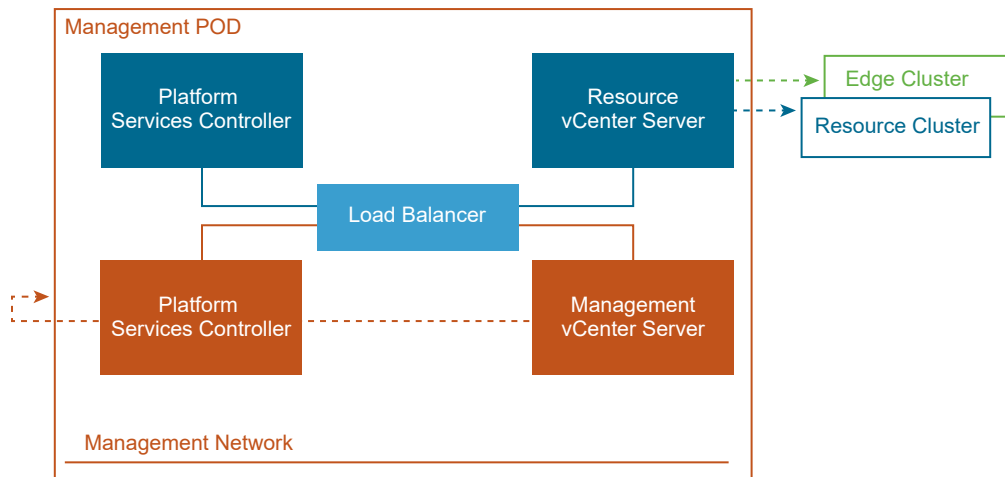 Management POD
Platform
Services Controller
Resource
vCenter Server
Edge Cluster
Resource Cluster
Load Balancer
Platform
Services Controller
Management
vCenter Server
Management Network